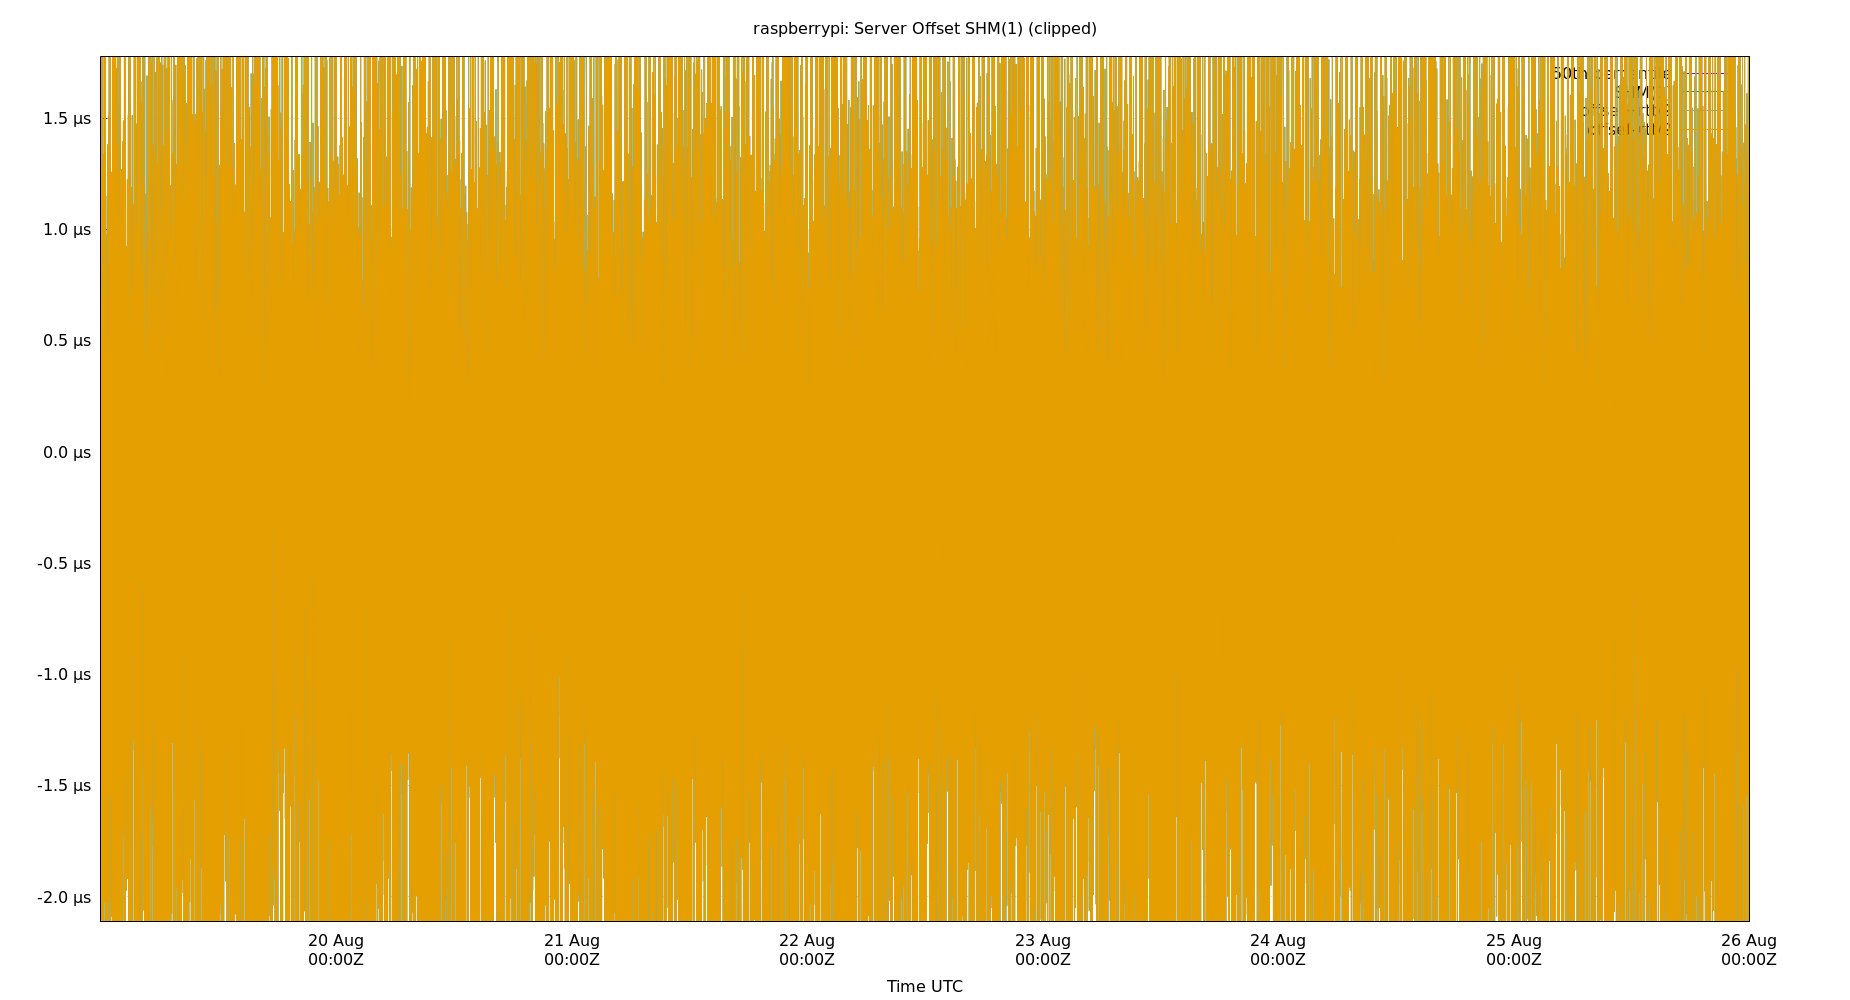 raspberrypi: Server Offset SHM(1) (clipped)
1.5 µs
1.0 µs
0.5 µs
0.0 µs
-0.5 µs
-1.0 µs
-1.5 µs
-2.0 µs
20 Aug 21 Aug 22 Aug 23 Aug 24 Aug 25 Aug 26 Aug
00:00Z 00:00Z 00:00Z 00:00Z 00:00Z 00:00Z 00:00Z
Time UTC